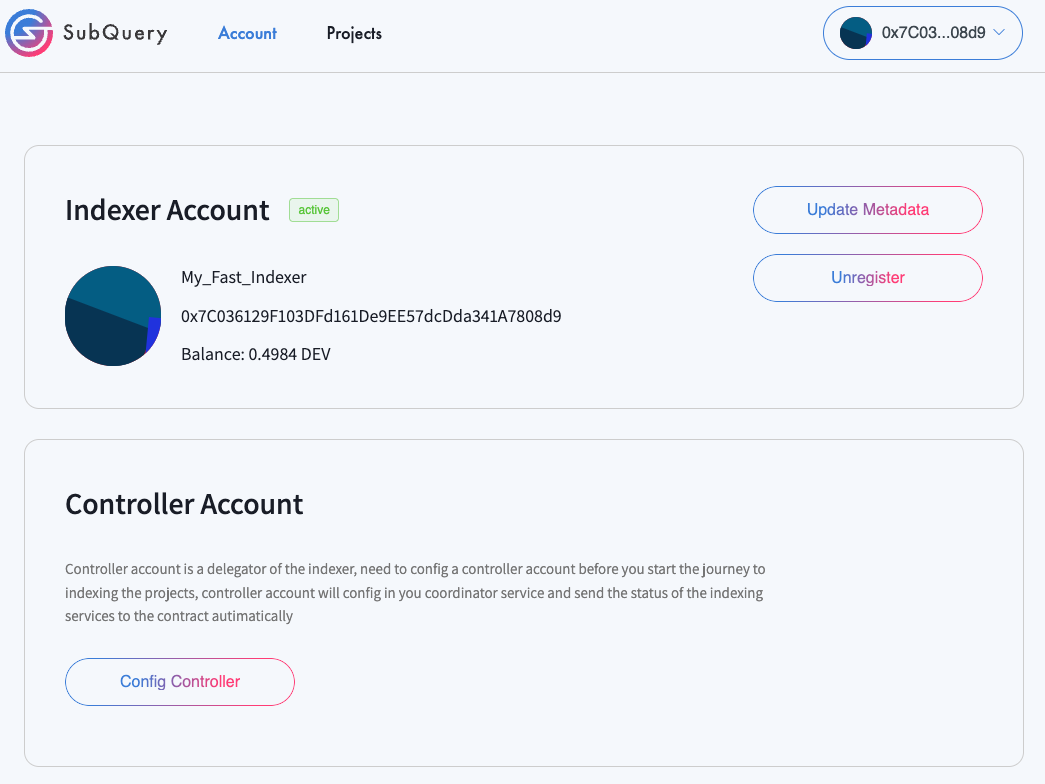 SubQuery Account Projects 0x7C03...08d9
Indexer Account active Update Metadata
My_Fast_Indexer Unregister
0x7C036129F103DFd161De9EE57dcDda341A7808d9
Balance: 0.4984 DEV
Controller Account
Controller account is a delegator of the indexer, need to config a controller account before you start the journey to
indexing the projects, controller account will config in you coordinator service and send the status of the indexing
services to the contract autimatically
Config Controller